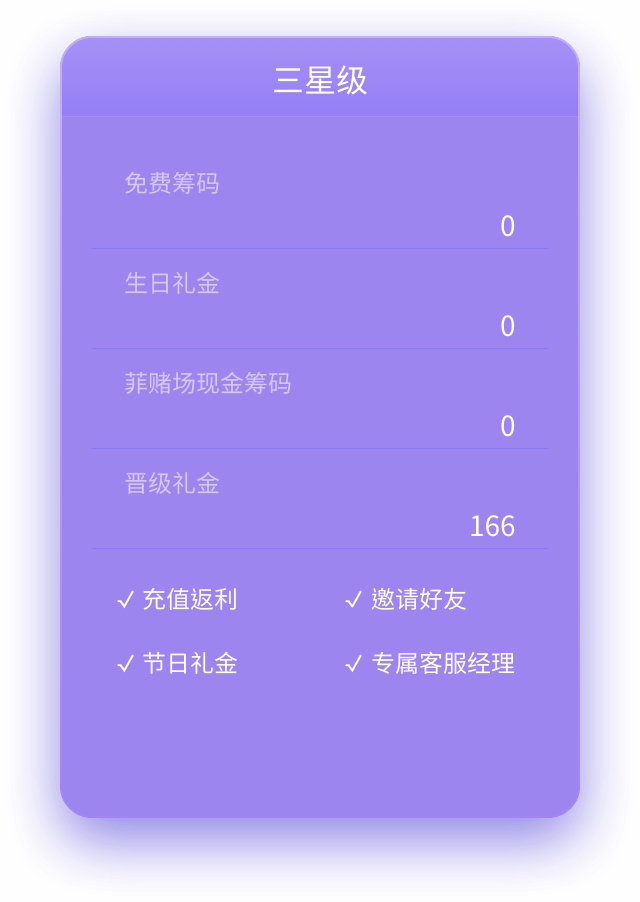 三星级
免费筹码
0
生日礼金
0
菲赌场现金筹码
0
晋级礼金
166
✓ 充值返利 ✓ 邀请好友
✓ 节日礼金 ✓ 专属客服经理